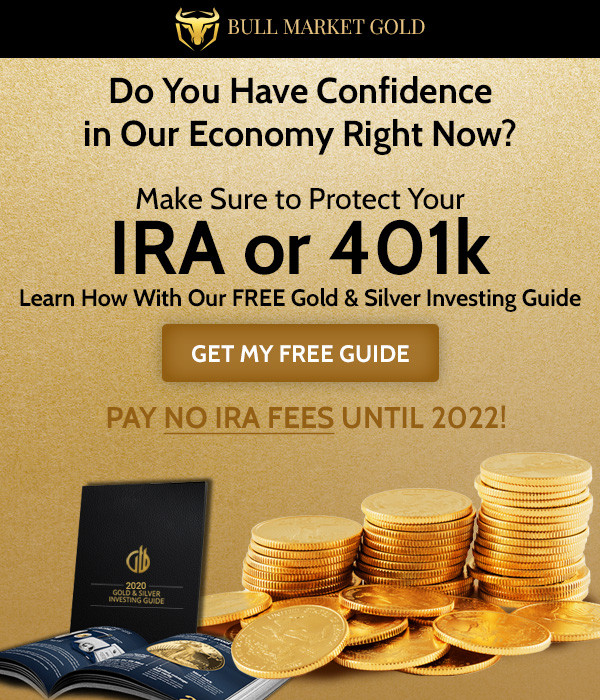 BULL MARKET GOLD
Do You Have Confidence
in Our Economy Right Now?
Make Sure to Protect Your
IRA or 401k
Learn How With Our FREE Gold & Silver Investing Guide
GET MY FREE GUIDE
PAY NO IRA FEES UNTIL 2022!
2020
GOLD & SILVER
INVESTING GUIDE